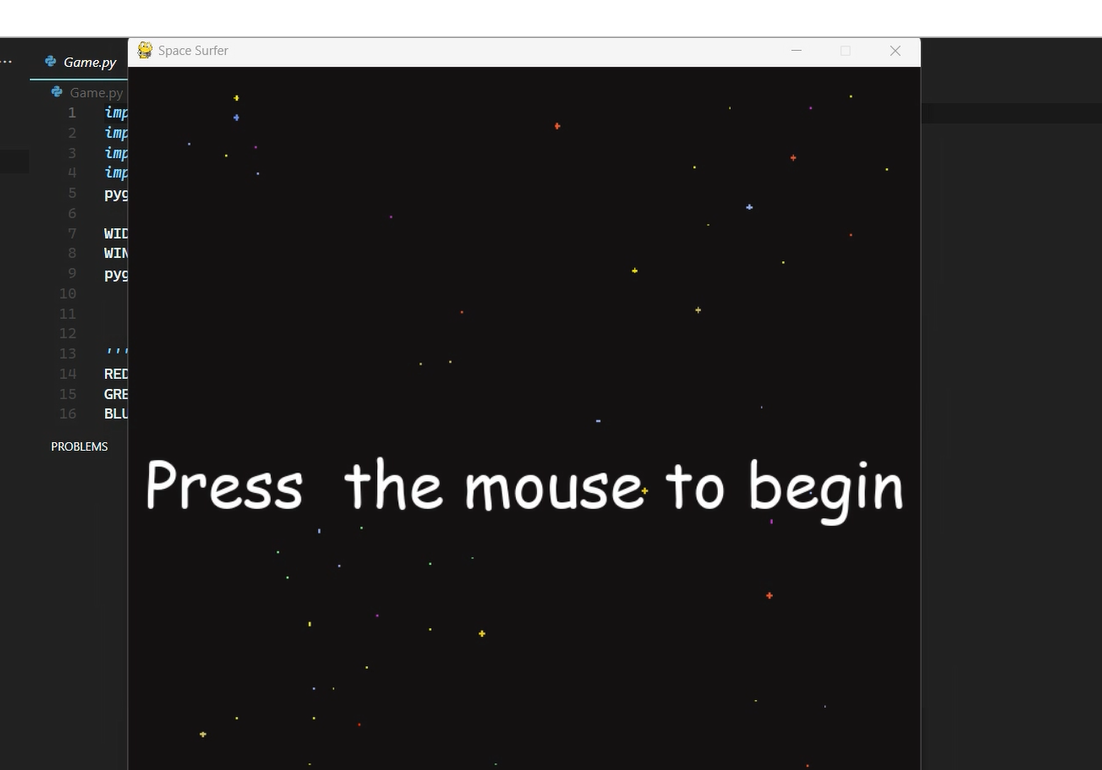 Space Surfer
Game.py
Game.py
1 imp
2 imp
3 imp
4 imp
5 pyg
6
7 WID
8 WIN
9 pyg
10
11
12
13 '''
14 RED
15 GRE
16 BLU
PROBLEMS
Press  the mouse to begin